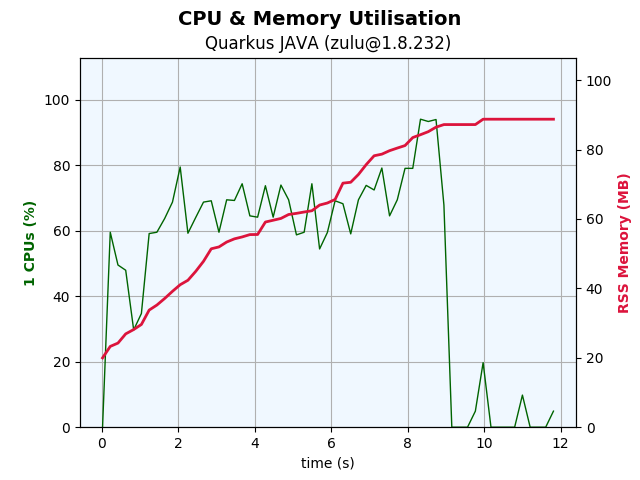 CPU & Memory Utilisation
Quarkus JAVA (zulu@1.8.232)
100
80
60
40
20
0
1 CPUs (%)
100
80
60
40
20
0
RSS Memory (MB)
0 2 4 6 8 10 12
time (s)